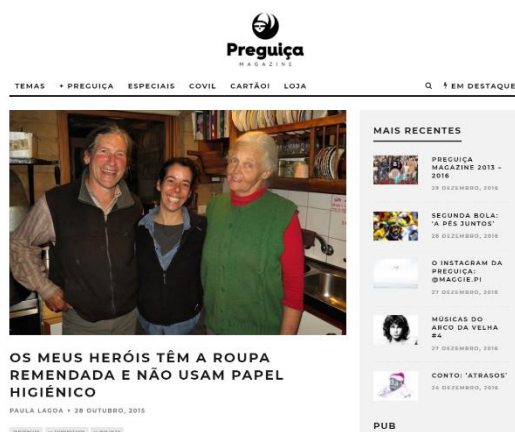 Preguiça
MAGAZINE
TEMAS + PREGUIÇA ESPECIAIS COVIL CARTÃOI LOJA EM DESTAQUE
MAIS RECENTES
PREGUIÇA
MAGAZINE 2013 –
2016
29 DEZEMBRO, 2016
SEGUNDA BOLA:
'A PÉS JUNTOS'
28 DEZEMBRO, 2016
O INSTAGRAM DA
PREGUIÇA:
@MAGGIE.PI
27 DEZEMBRO, 2016
MÚSICAS DO
ARCO DA VELHA
#4
27 DEZEMBRO, 2016
CONTO: 'ATRASOS'
24 DEZEMBRO, 2016
PUB
OS MEUS HERÓIS TÊM A ROUPA
REMENDADA E NÃO USAM PAPEL
HIGIÉNICO
PAULA LAGOA • 28 OUTUBRO, 2015